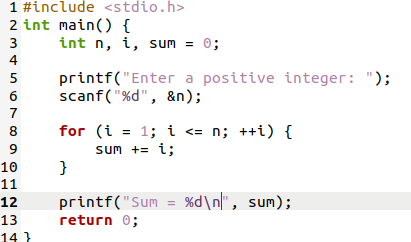 1 #include <stdio.h>
2 int main() {
3     int n, i, sum = 0;
4
5     printf("Enter a positive integer: ");
6     scanf("%d", &n);
7
8     for (i = 1; i <= n; ++i) {
9         sum += i;
10     }
11
12     printf("Sum = %d\n", sum);
13     return 0;
14 }